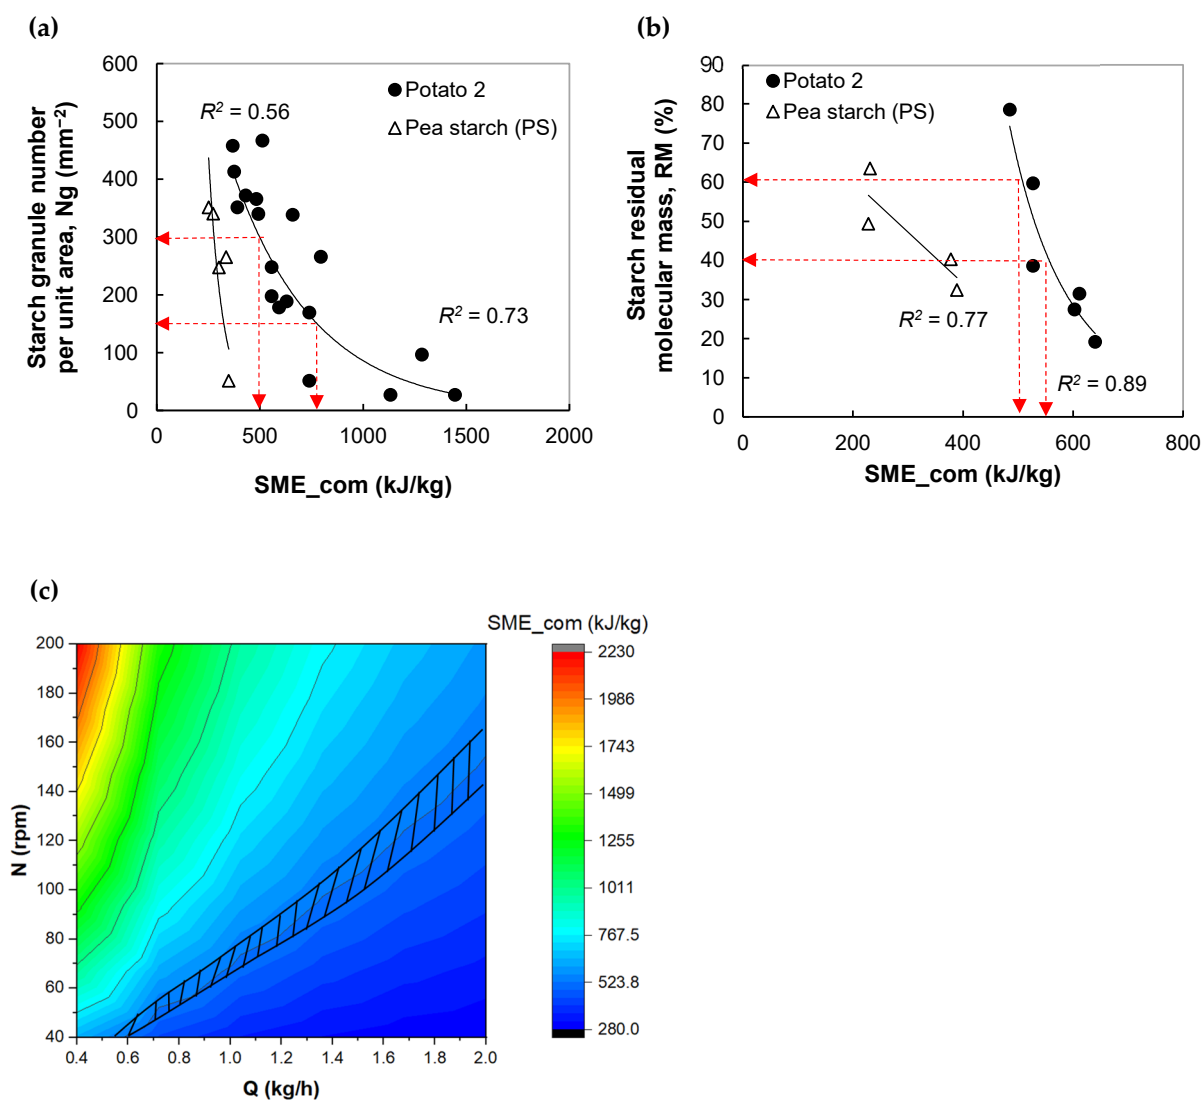 (a)
600
500
400
300
200
100
0
0 500 1000 1500 2000
Starch granule number
per unit area, Ng (mm⁻²)
SME_com (kJ/kg)
Potato 2
Pea starch (PS)
R² = 0.56
R² = 0.73
(b)
90
80
70
60
50
40
30
20
10
0
0 200 400 600 800
Starch residual
molecular mass, RM (%)
SME_com (kJ/kg)
Potato 2
Pea starch (PS)
R² = 0.77
R² = 0.89
(c)
SME_com (kJ/kg)
200
180
160
140
120
100
80
60
40
N (rpm)
0.4 0.6 0.8 1.0 1.2 1.4 1.6 1.8 2.0
Q (kg/h)
2230
1986
1743
1499
1255
1011
767.5
523.8
280.0